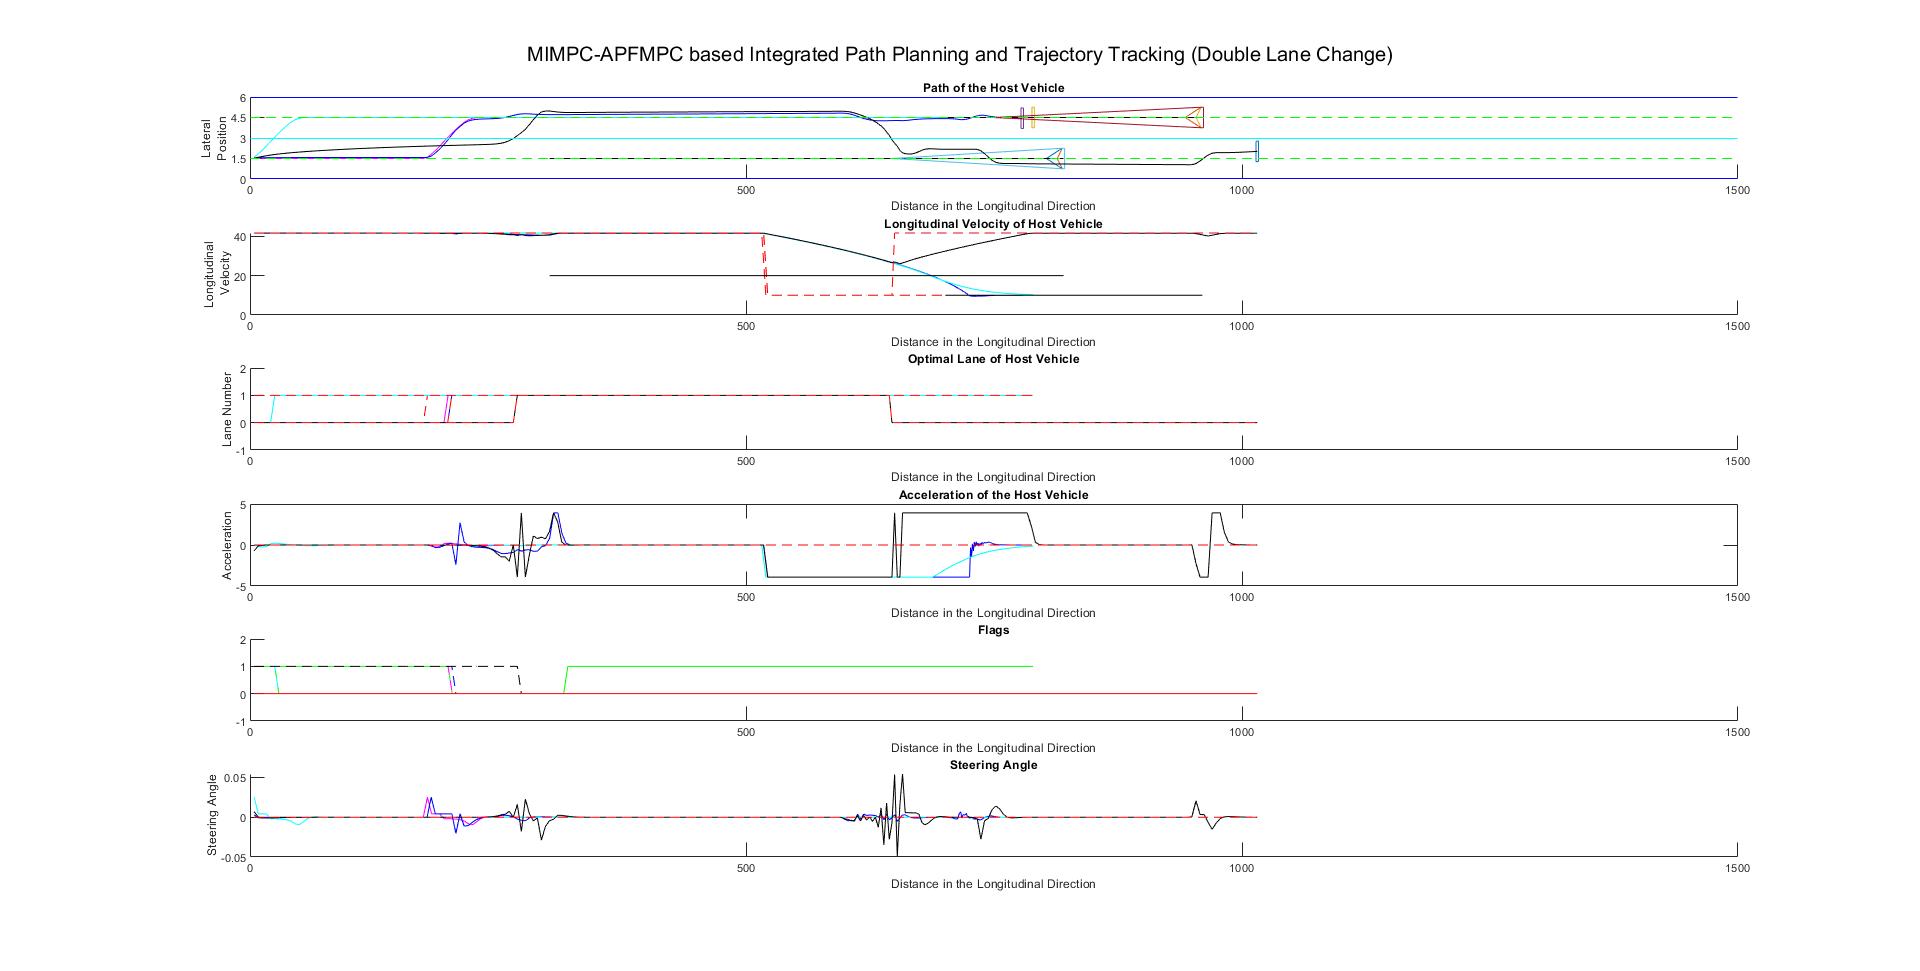 MIMPC-APFMPC based Integrated Path Planning and Trajectory Tracking (Double Lane Change)
Path of the Host Vehicle
Lateral
Position
6
4.5
3
1.5
0
0 500 1000 1500
Distance in the Longitudinal Direction
Longitudinal Velocity of Host Vehicle
Longitudinal
Velocity
40
20
0
0 500 1000 1500
Distance in the Longitudinal Direction
Optimal Lane of Host Vehicle
Lane Number
2
1
0
-1
0 500 1000 1500
Distance in the Longitudinal Direction
Acceleration of the Host Vehicle
Acceleration
5
0
-5
0 500 1000 1500
Distance in the Longitudinal Direction
Flags
2
1
0
-1
0 500 1000 1500
Distance in the Longitudinal Direction
Steering Angle
Steering Angle
0.05
0
-0.05
0 500 1000 1500
Distance in the Longitudinal Direction